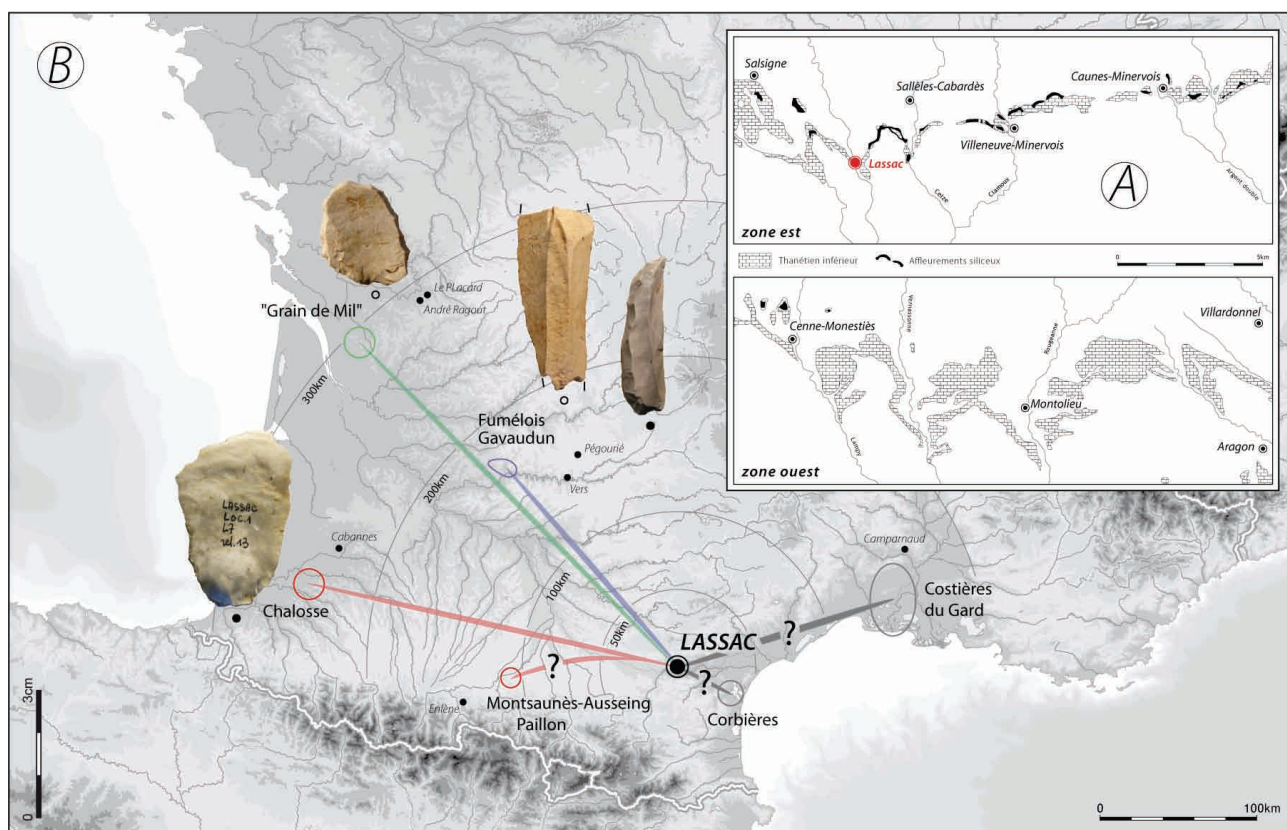 B
Salsigne
Sallèles-Cabardès
Caunes-Minervois
Villeneuve-Minervois
Lassac
Ceize
Clamoux
Argent double
A
zone est
Thanétien inférieur
Affleurements siliceux
0
5km
Cenne-Monestiès
Vernassonne
Rougeanne
Villardonnel
Montolieu
Lampy
Aragon
zone ouest
Le PLacard
André Ragout
"Grain de Mil"
300km
Fumélois
Gavaudun
Pégourié
Vers
200km
LASSAC
LOC.1
L7
Cabannes
Chalosse
100km
50km
Camparnaud
Costières
du Gard
?
LASSAC
?
?
Montsaunès-Ausseing
Paillon
Enlène
Corbières
3cm
0
0
100km